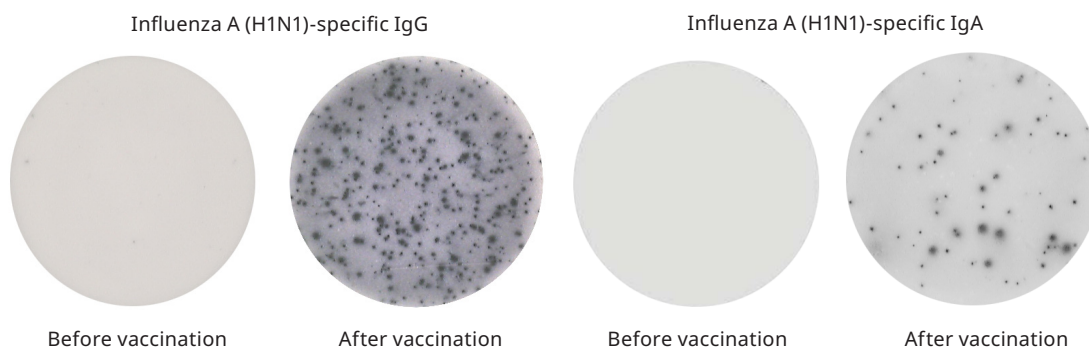 Influenza A (H1N1)-specific IgG
Influenza A (H1N1)-specific IgA
Before vaccination
After vaccination
Before vaccination
After vaccination